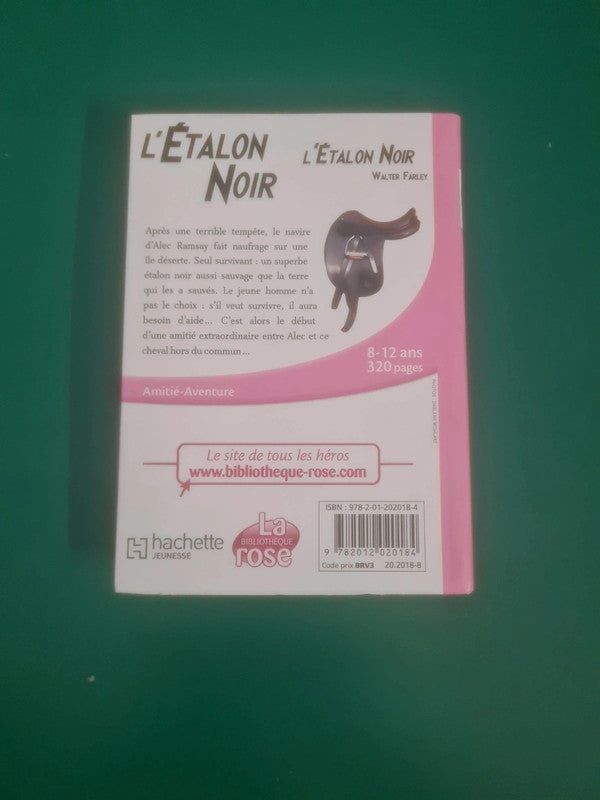 L'ÉTALON
NOIR
L'ÉTALON NOIR
WALTER FARLEY
Après une terrible tempête, le navire
d'Alec Ramsay fait naufrage sur une
île déserte. Seul survivant : un superbe
étalon noir aussi sauvage que la terre
qui les a sauvés. Le jeune homme n'a
pas le choix : s'il veut survivre, il aura
besoin d'aide... C'est alors le début
d'une amitié extraordinaire entre Alec et ce
cheval hors du commun...
8-12 ans
320 pages
Amitié-Aventure
Le site de tous les héros
www.bibliotheque-rose.com
hachette
JEUNESSE
La
BIBLIOTHÈQUE
rose
ISBN : 978-2-01-202018-4
9 782012 020184
Code prix BRV3 20.2018-8